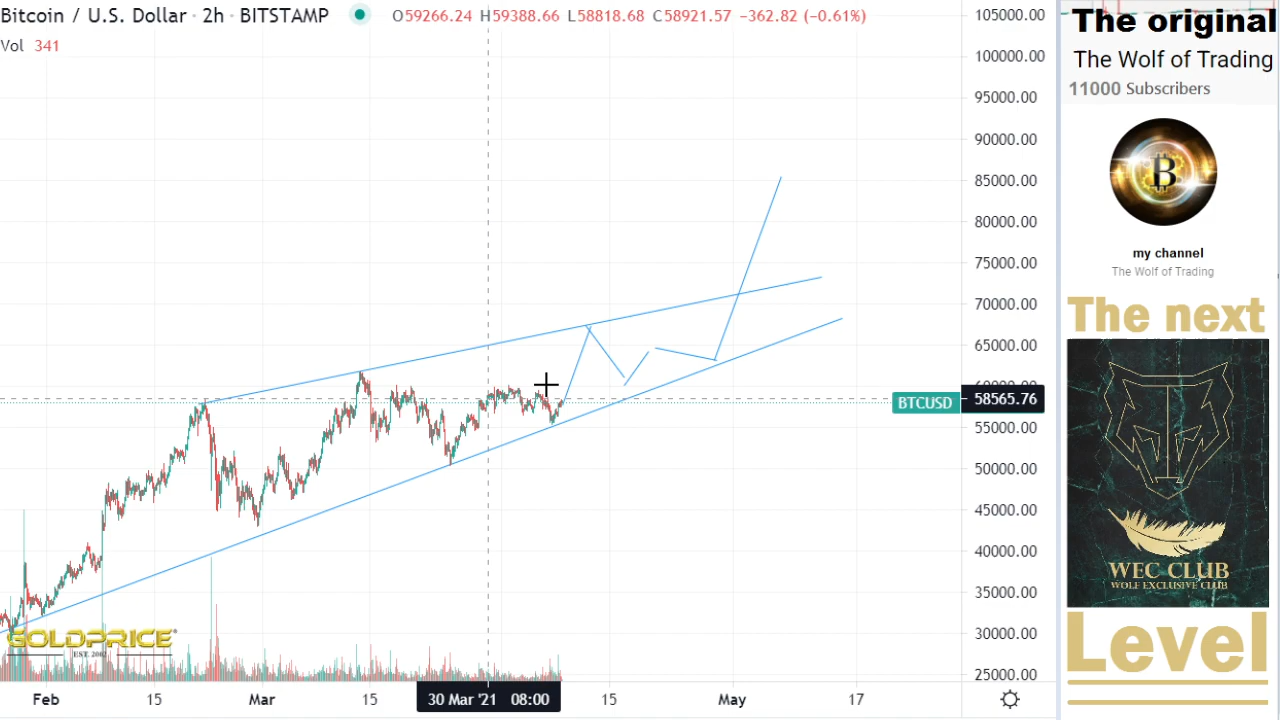 Bitcoin / U.S. Dollar · 2h · BITSTAMP O59266.24 H59388.66 L58818.68 C58921.57 −362.82 (−0.61%)
Vol 341
105000.00
100000.00
95000.00
90000.00
85000.00
80000.00
75000.00
70000.00
65000.00
60000.00
BTCUSD 58565.76
55000.00
50000.00
45000.00
40000.00
35000.00
30000.00
25000.00
GOLDPRICE
EST. 2002
Feb 15 Mar 15 30 Mar '21 08:00 15 May 17
The original
The Wolf of Trading
11000 Subscribers
B
my channel
The Wolf of Trading
The next
WEC CLUB
WOLF EXCLUSIVE CLUB
Level